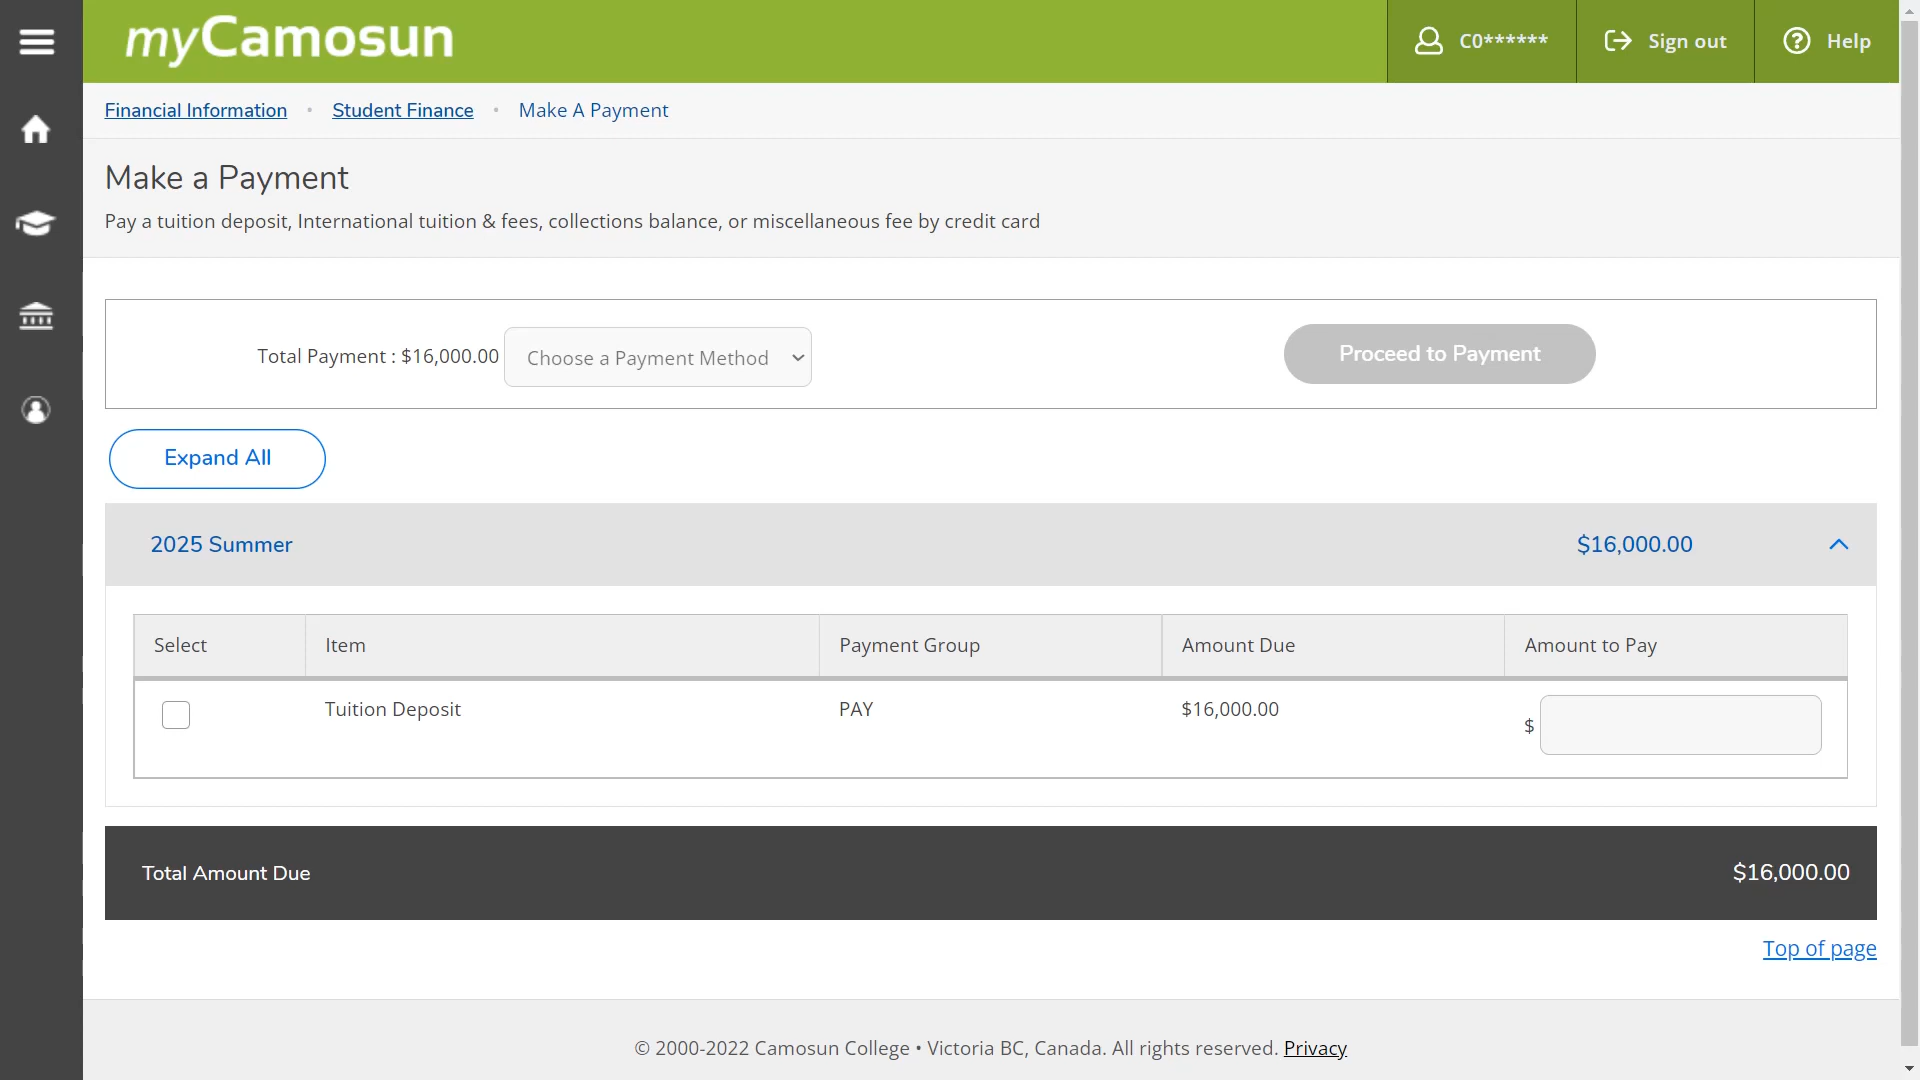 myCamosun
C0******
Sign out
Help
Financial Information • Student Finance • Make A Payment
Make a Payment
Pay a tuition deposit, International tuition & fees, collections balance, or miscellaneous fee by credit card
Total Payment : $16,000.00
Choose a Payment Method
Proceed to Payment
Expand All
2025 Summer $16,000.00
Select Item Payment Group Amount Due Amount to Pay
Tuition Deposit PAY $16,000.00 $
Total Amount Due $16,000.00
Top of page
© 2000-2022 Camosun College • Victoria BC, Canada. All rights reserved. Privacy